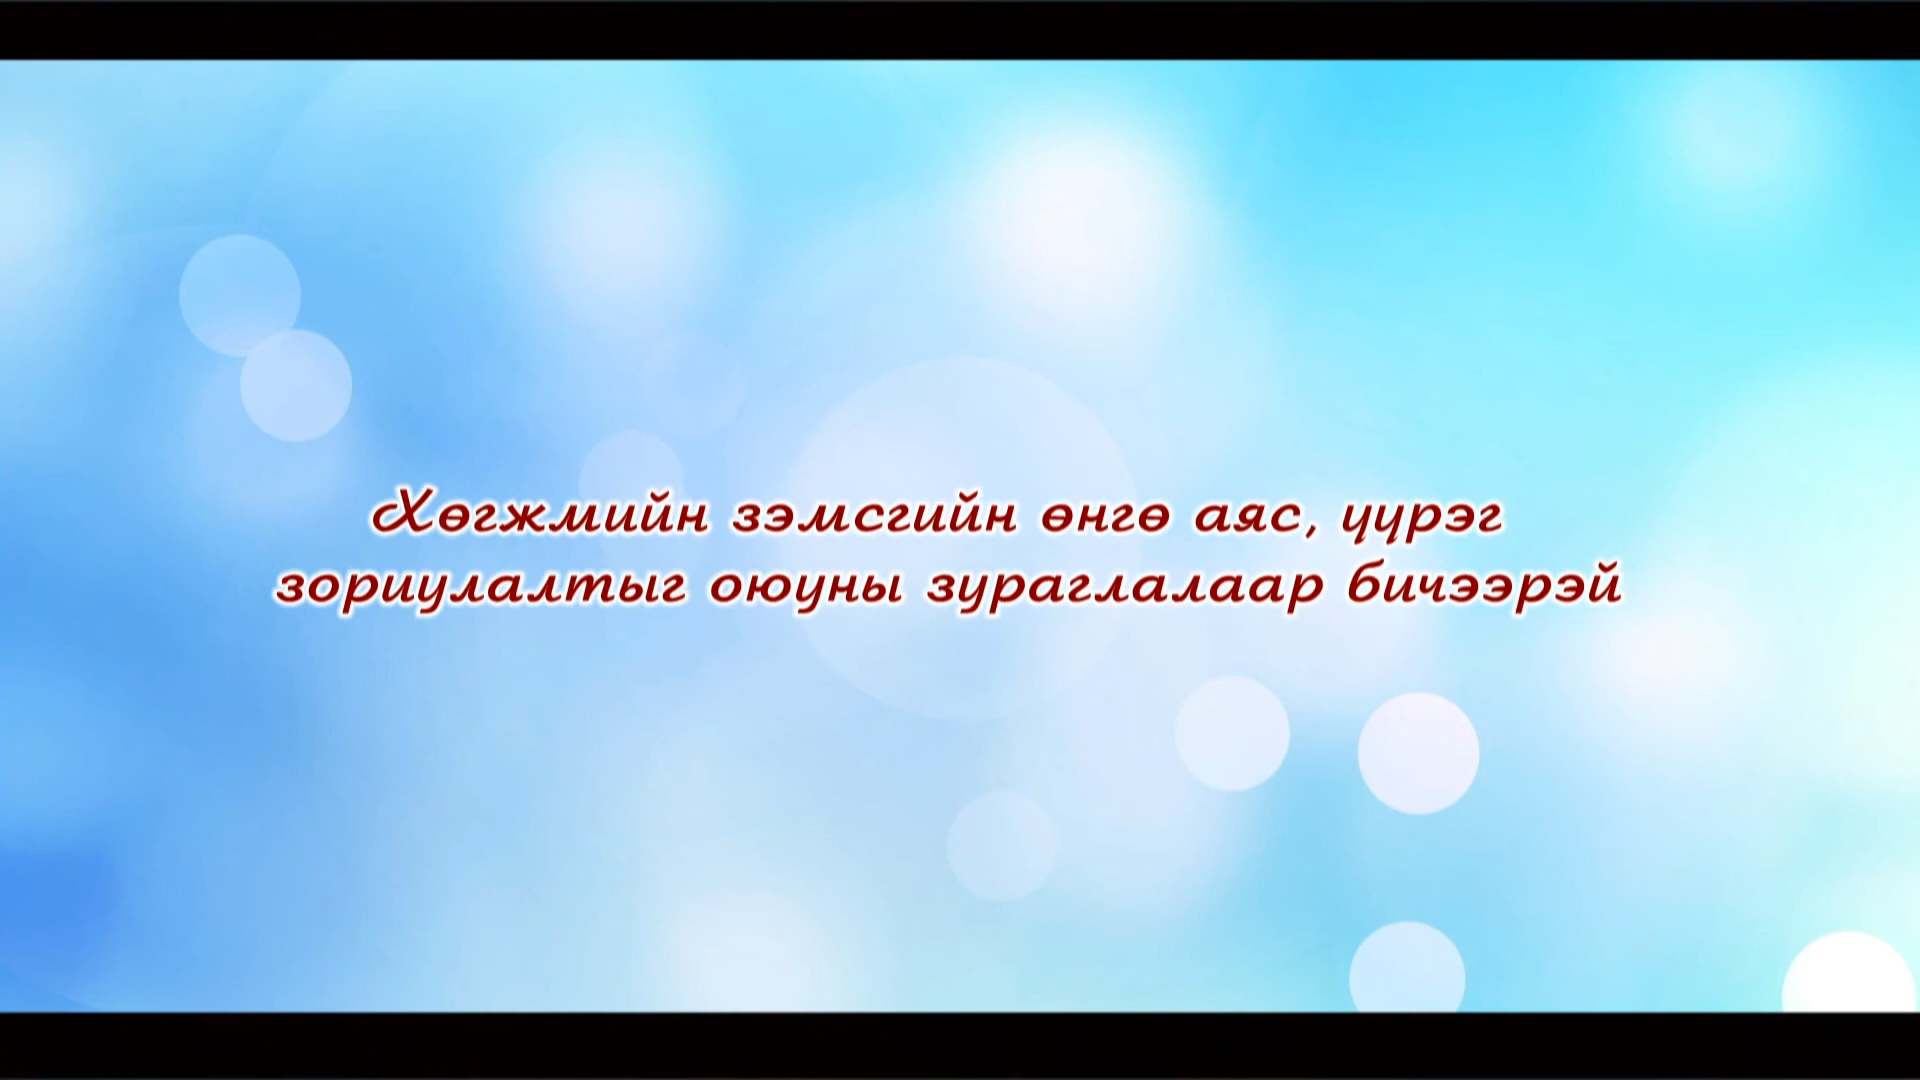 Хөгжмийн зэмсгийн өнгө аяс, үүрэг
зориулалтыг оюуны зураглалаар бичээрэй